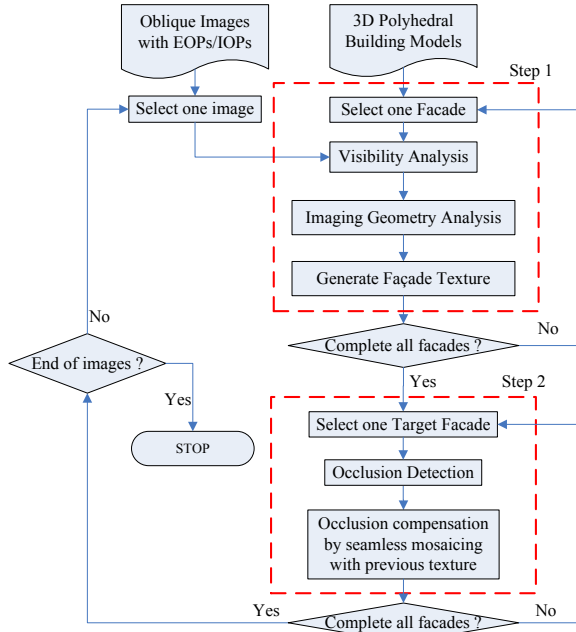 Oblique Images
with EOPs/IOPs
3D Polyhedral
Building Models
Step 1
Select one image
Select one Facade
Visibility Analysis
Imaging Geometry Analysis
Generate Façade Texture
No
End of images ?
Complete all facades ?
No
Yes
Yes
Step 2
STOP
Select one Target Facade
Occlusion Detection
Occlusion compensation
by seamless mosaicing
with previous texture
Yes
Complete all facades ?
No